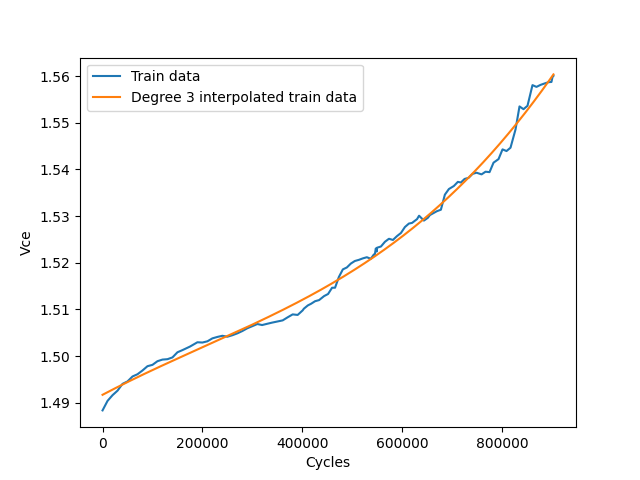 Train data
Degree 3 interpolated train data
1.56
1.55
1.54
1.53
1.52
1.51
1.50
1.49
Vce
0 200000 400000 600000 800000
Cycles